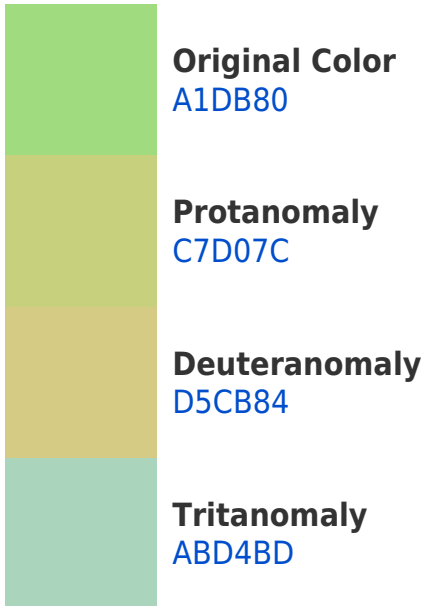 Original Color
A1DB80
Protanomaly
C7D07C
Deuteranomaly
D5CB84
Tritanomaly
ABD4BD